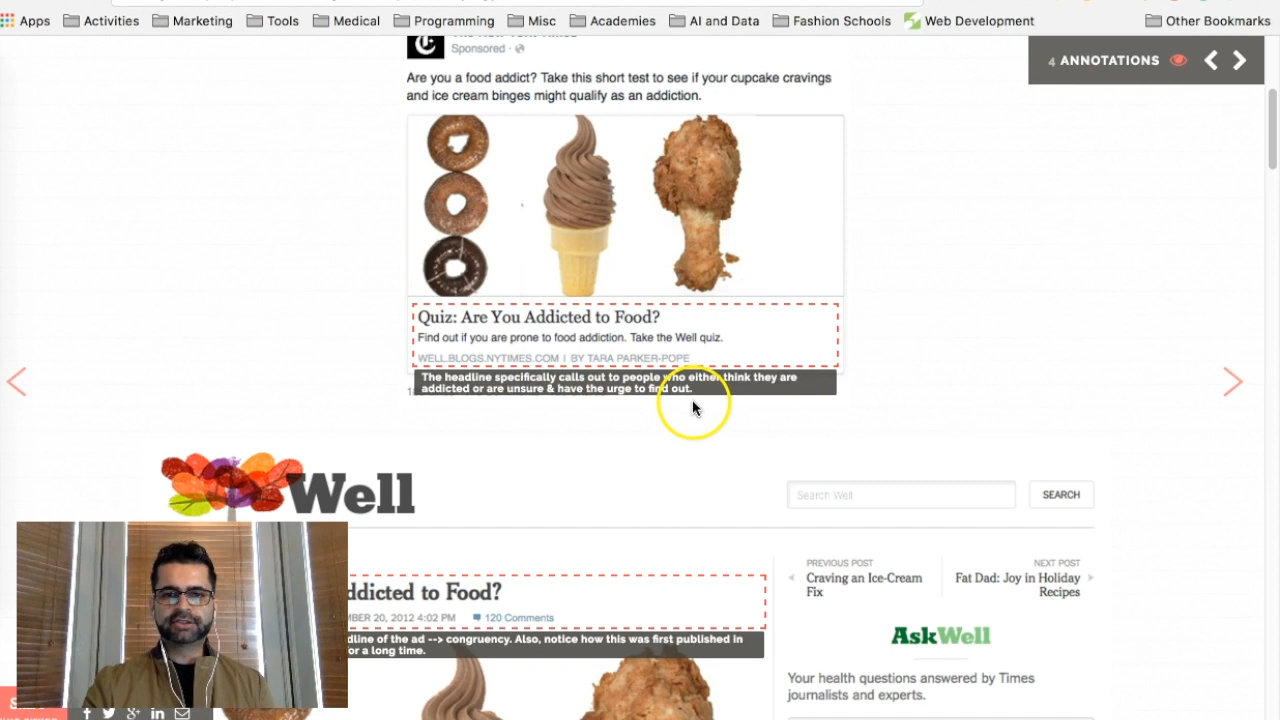 Apps Activities Marketing Tools Medical Programming Misc Academies AI and Data Fashion Schools Web Development Other Bookmarks
The New York Times
Sponsored ·
4 ANNOTATIONS
Are you a food addict? Take this short test to see if your cupcake cravings
and ice cream binges might qualify as an addiction.
Quiz: Are You Addicted to Food?
Find out if you are prone to food addiction. Take the Well quiz.
WELL.BLOGS.NYTIMES.COM | BY TARA PARKER-POPE
The headline specifically calls out to people who either think they are
addicted or are unsure & have the urge to find out.
Well
Search Well
SEARCH
ddicted to Food?
MBER 20, 2012 4:02 PM 120 Comments
dline of the ad --> congruency. Also, notice how this was first published in
or a long time.
PREVIOUS POST
Craving an Ice-Cream
Fix
NEXT POST
Fat Dad: Joy in Holiday
Recipes
AskWell
Your health questions answered by Times
journalists and experts.